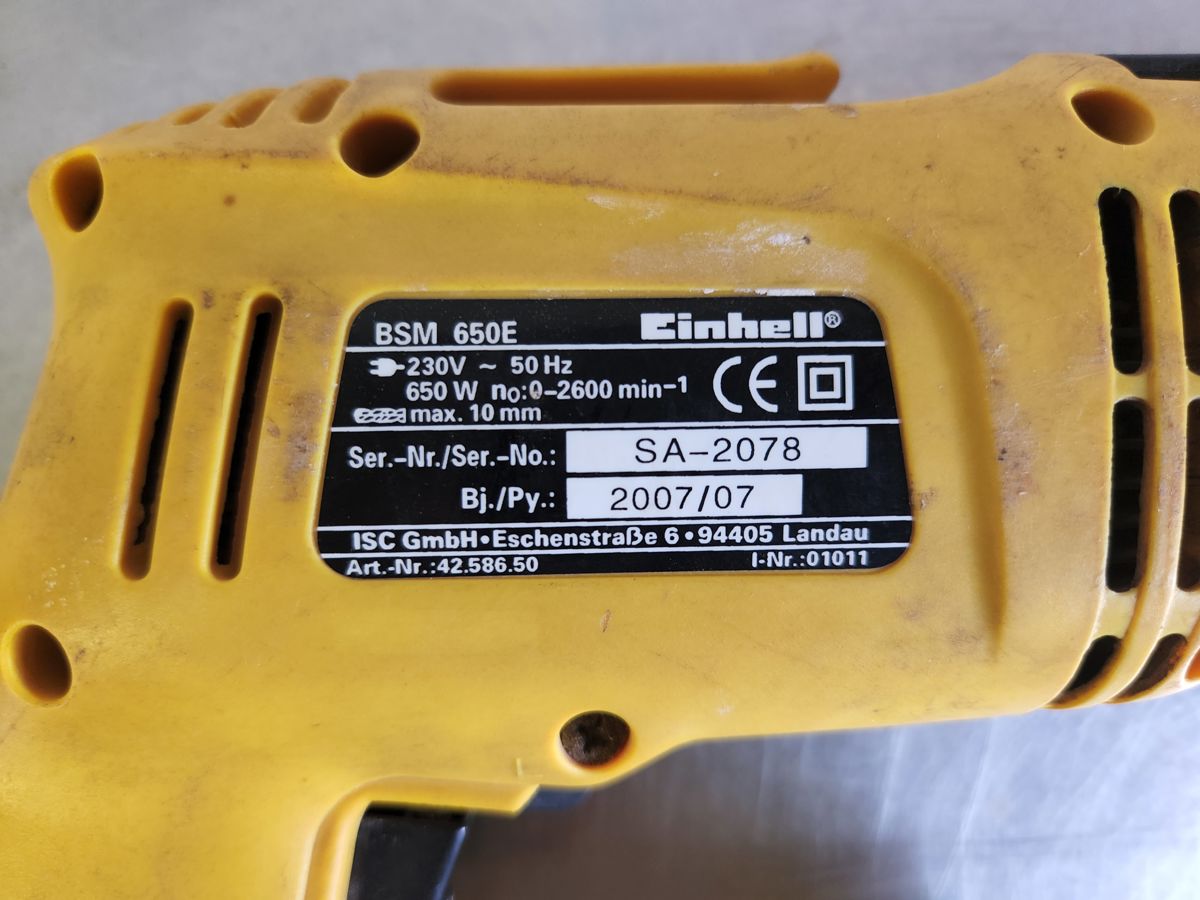 BSM 650E Einhell®
230V ~ 50 Hz
650 W n₀:0-2600 min⁻¹ CE
max. 10 mm
Ser.-Nr./Ser.-No.: SA-2078
Bj./Py.: 2007/07
ISC GmbH•Eschenstraße 6•94405 Landau
Art.-Nr.:42.586.50 I-Nr.:01011